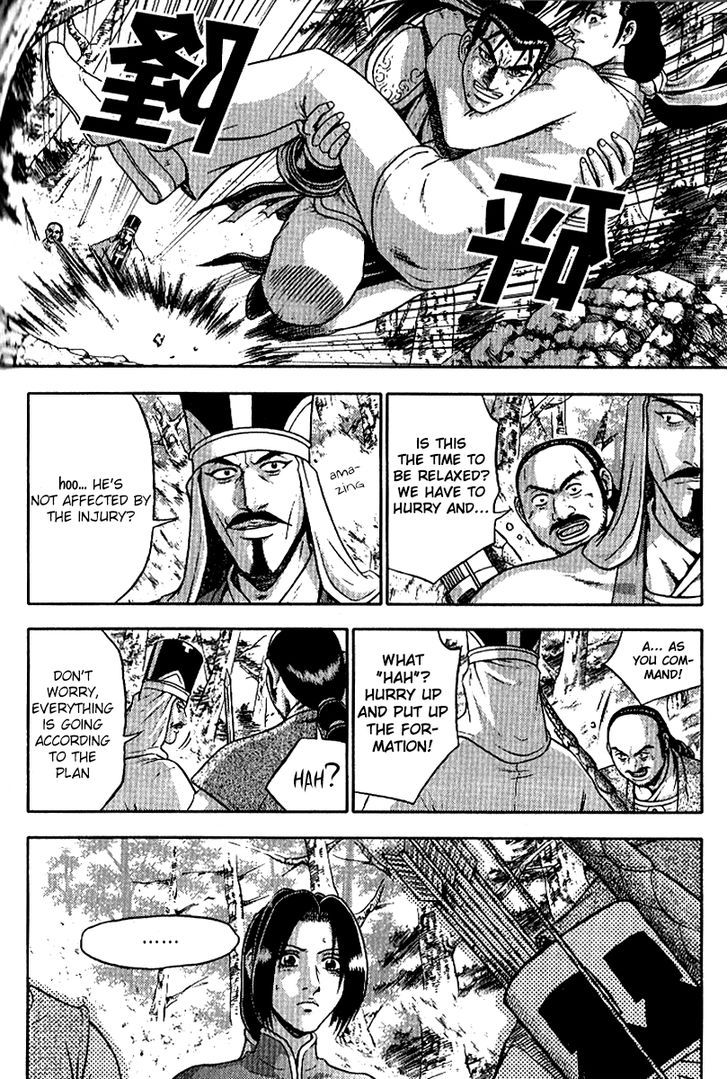 隆
砰
hoo... HE'S
NOT AFFECTED BY
THE INJURY?
AMA-
ZING
IS THIS
THE TIME TO
BE RELAXED?
WE HAVE TO
HURRY AND...
DON'T
WORRY,
EVERYTHING
IS GOING
ACCORDING
TO THE
PLAN
HAH?
WHAT
"HAH"?
HURRY UP
AND PUT UP
THE FOR-
MATION!
A... AS
YOU COM-
MAND!
......